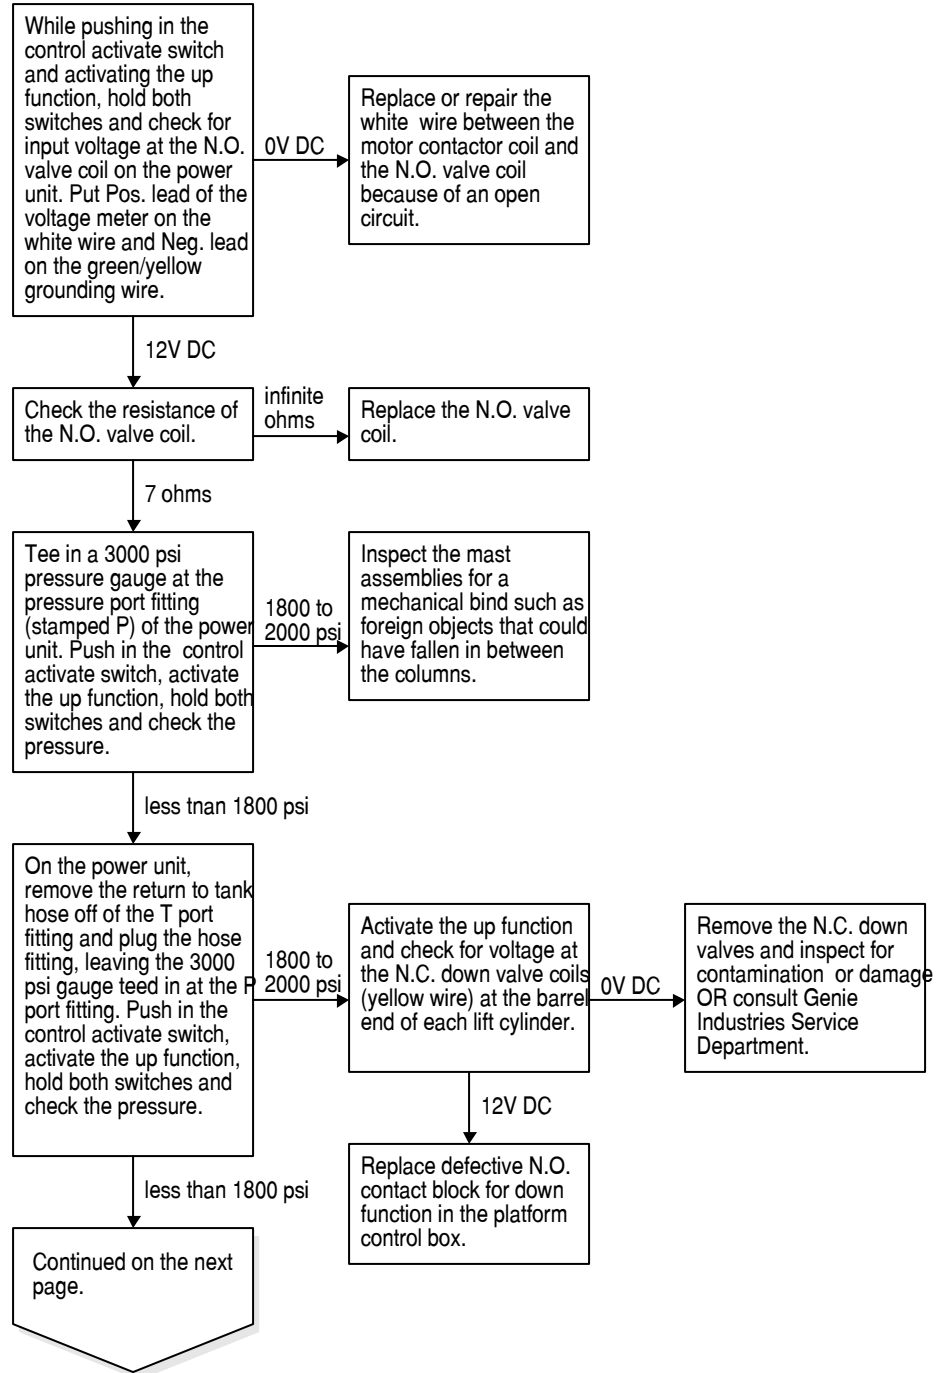 While pushing in the
control activate switch
and activating the up
function, hold both
switches and check for
input voltage at the N.O.
valve coil on the power
unit. Put Pos. lead of the
voltage meter on the
white wire and Neg. lead
on the green/yellow
grounding wire.
0V DC
Replace or repair the
white wire between the
motor contactor coil and
the N.O. valve coil
because of an open
circuit.
12V DC
Check the resistance of
the N.O. valve coil.
infinite
ohms
Replace the N.O. valve
coil.
7 ohms
Tee in a 3000 psi
pressure gauge at the
pressure port fitting
(stamped P) of the power
unit. Push in the control
activate switch, activate
the up function, hold both
switches and check the
pressure.
1800 to
2000 psi
Inspect the mast
assemblies for a
mechanical bind such as
foreign objects that could
have fallen in between
the columns.
less tnan 1800 psi
On the power unit,
remove the return to tank
hose off of the T port
fitting and plug the hose
fitting, leaving the 3000
psi gauge teed in at the P
port fitting. Push in the
control activate switch,
activate the up function,
hold both switches and
check the pressure.
1800 to
2000 psi
Activate the up function
and check for voltage at
the N.C. down valve coils
(yellow wire) at the barrel
end of each lift cylinder.
0V DC
Remove the N.C. down
valves and inspect for
contamination or damage
OR consult Genie
Industries Service
Department.
12V DC
Replace defective N.O.
contact block for down
function in the platform
control box.
less than 1800 psi
Continued on the next
page.